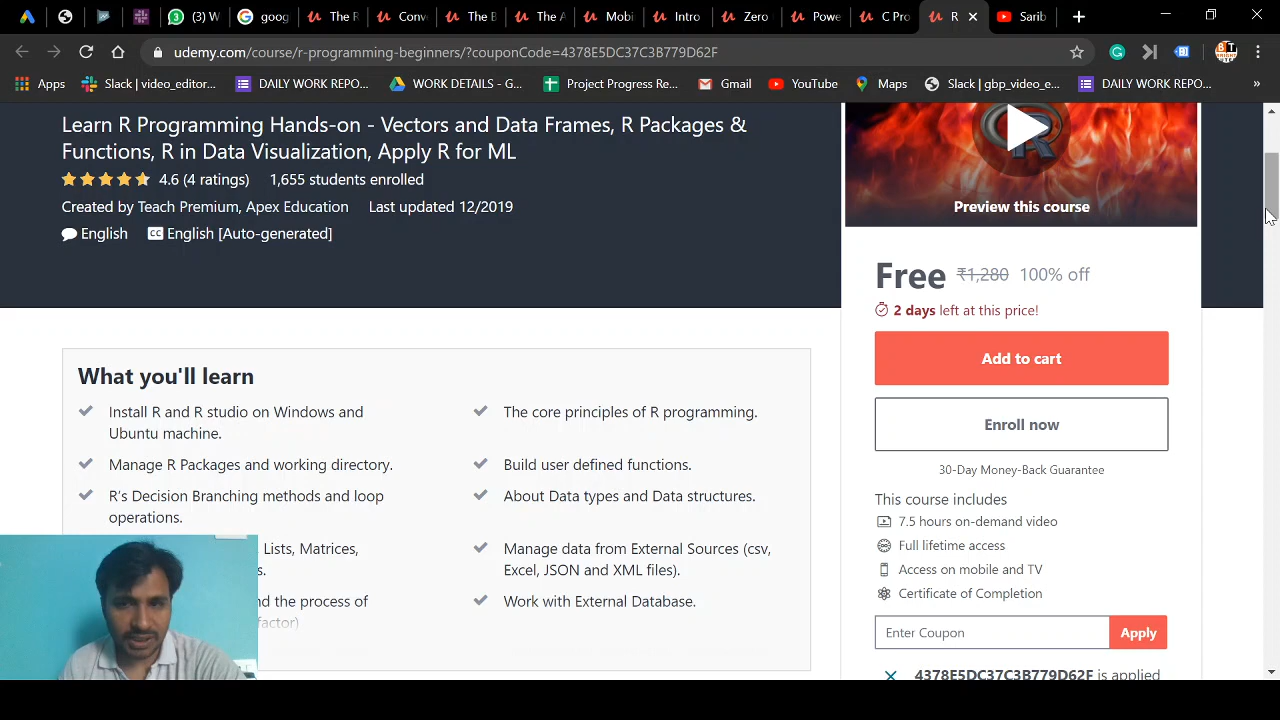 (3) W
goog
The R
Conv
The B
The A
Mobi
Intro
Zero
Powe
C Pro
R
Sarib
udemy.com/course/r-programming-beginners/?couponCode=4378E5DC37C3B779D62F
Apps
Slack | video_editor...
DAILY WORK REPO...
WORK DETAILS - G...
Project Progress Re...
Gmail
YouTube
Maps
Slack | gbp_video_e...
DAILY WORK REPO...
»
Learn R Programming Hands-on - Vectors and Data Frames, R Packages &
Functions, R in Data Visualization, Apply R for ML
4.6 (4 ratings) 1,655 students enrolled
Created by Teach Premium, Apex Education Last updated 12/2019
English CC English [Auto-generated]
R
Preview this course
Free ₹1,280 100% off
2 days left at this price!
Add to cart
Enroll now
30-Day Money-Back Guarantee
This course includes
7.5 hours on-demand video
Full lifetime access
Access on mobile and TV
Certificate of Completion
Enter Coupon Apply
4378E5DC37C3B779D62F is applied
What you'll learn
Install R and R studio on Windows and
Ubuntu machine.
Manage R Packages and working directory.
R's Decision Branching methods and loop
operations.
Lists, Matrices,
s.
nd the process of
factor)
The core principles of R programming.
Build user defined functions.
About Data types and Data structures.
Manage data from External Sources (csv,
Excel, JSON and XML files).
Work with External Database.